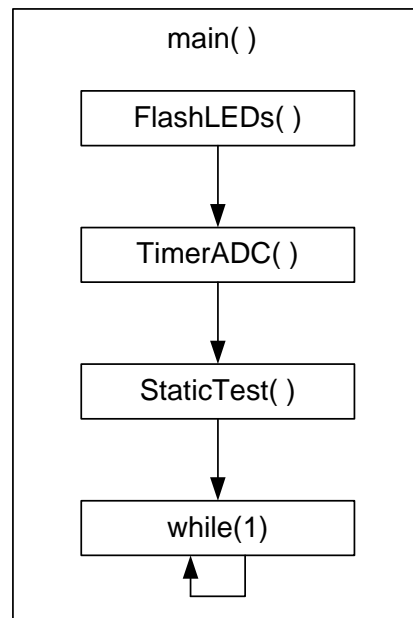 main( )
FlashLEDs( )
TimerADC( )
StaticTest( )
while(1)